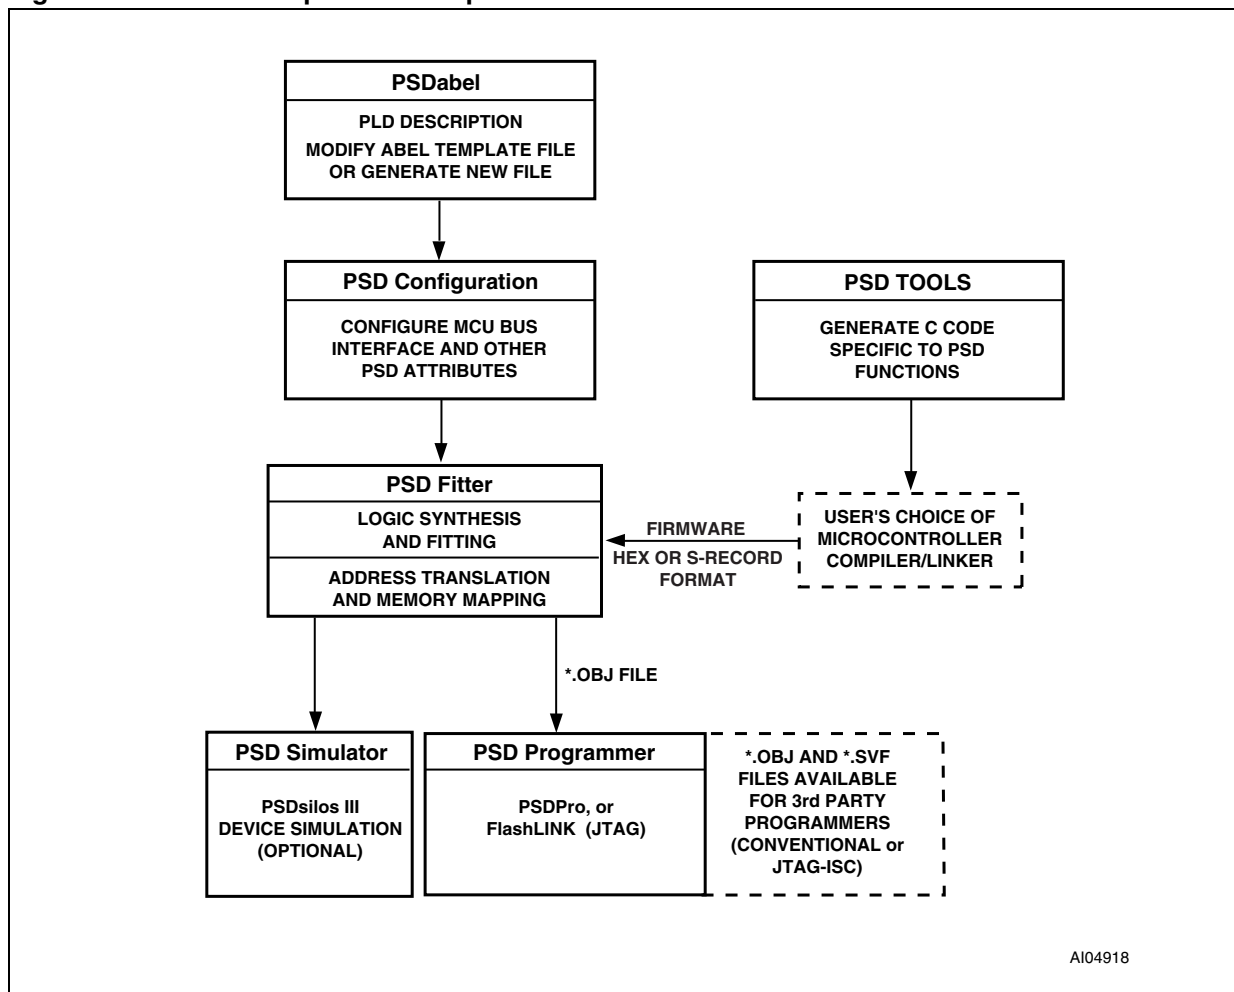 PSDabel
PLD DESCRIPTION
MODIFY ABEL TEMPLATE FILE
OR GENERATE NEW FILE
PSD Configuration
CONFIGURE MCU BUS
INTERFACE AND OTHER
PSD ATTRIBUTES
PSD TOOLS
GENERATE C CODE
SPECIFIC TO PSD
FUNCTIONS
PSD Fitter
LOGIC SYNTHESIS
AND FITTING
ADDRESS TRANSLATION
AND MEMORY MAPPING
FIRMWARE
HEX OR S-RECORD
FORMAT
USER'S CHOICE OF
MICROCONTROLLER
COMPILER/LINKER
*.OBJ FILE
PSD Simulator
PSDsilos III
DEVICE SIMULATION
(OPTIONAL)
PSD Programmer
PSDPro, or
FlashLINK (JTAG)
*.OBJ AND *.SVF
FILES AVAILABLE
FOR 3rd PARTY
PROGRAMMERS
(CONVENTIONAL or
JTAG-ISC)
AI04918